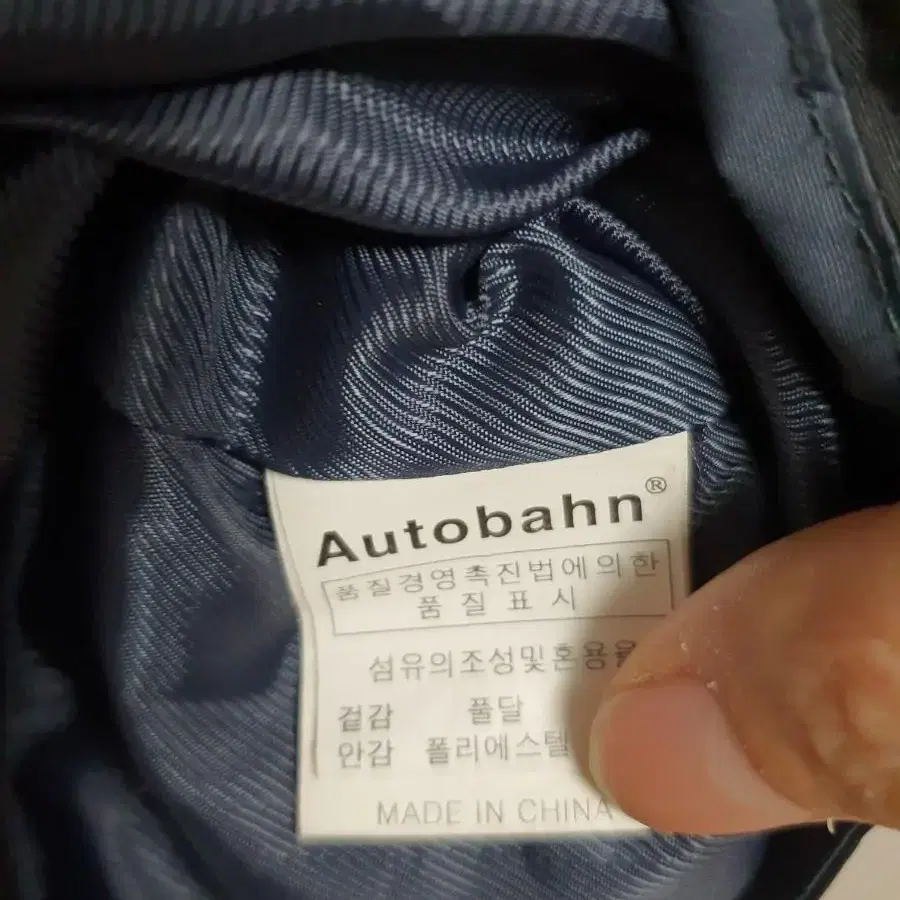 Autobahn®
품질경영촉진법에의한
품질표시
섬유의조성및혼용율
겉감 풀달
안감 폴리에스텔
MADE IN CHINA